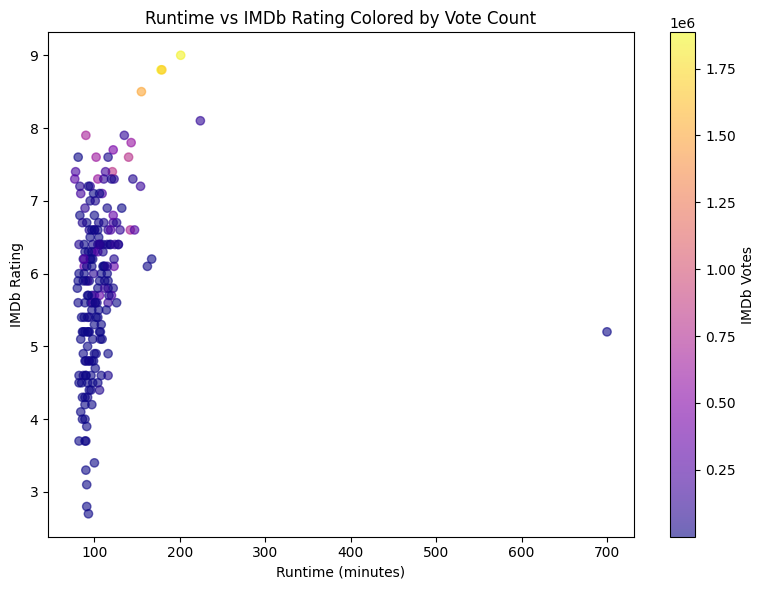 Runtime vs IMDb Rating Colored by Vote Count
1e6
9
8
7
6
5
4
3
IMDb Rating
100 200 300 400 500 600 700
Runtime (minutes)
1.75
1.50
1.25
1.00
0.75
0.50
0.25
IMDb Votes